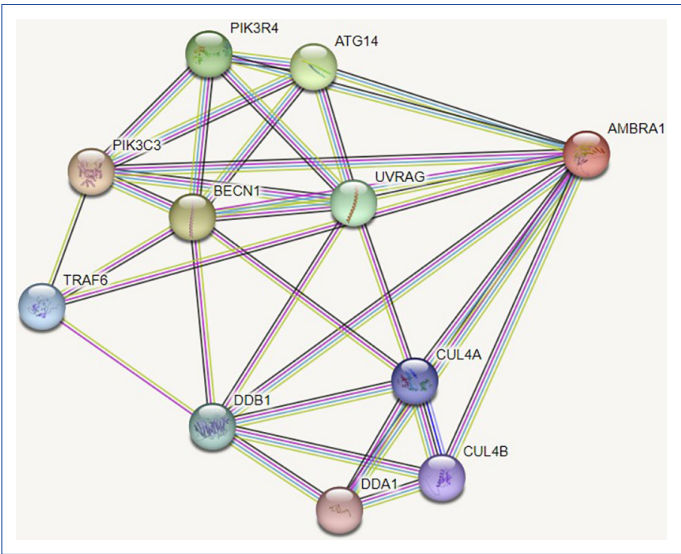 PIK3R4
ATG14
AMBRA1
PIK3C3
UVRAG
BECN1
TRAF6
CUL4A
DDB1
CUL4B
DDA1